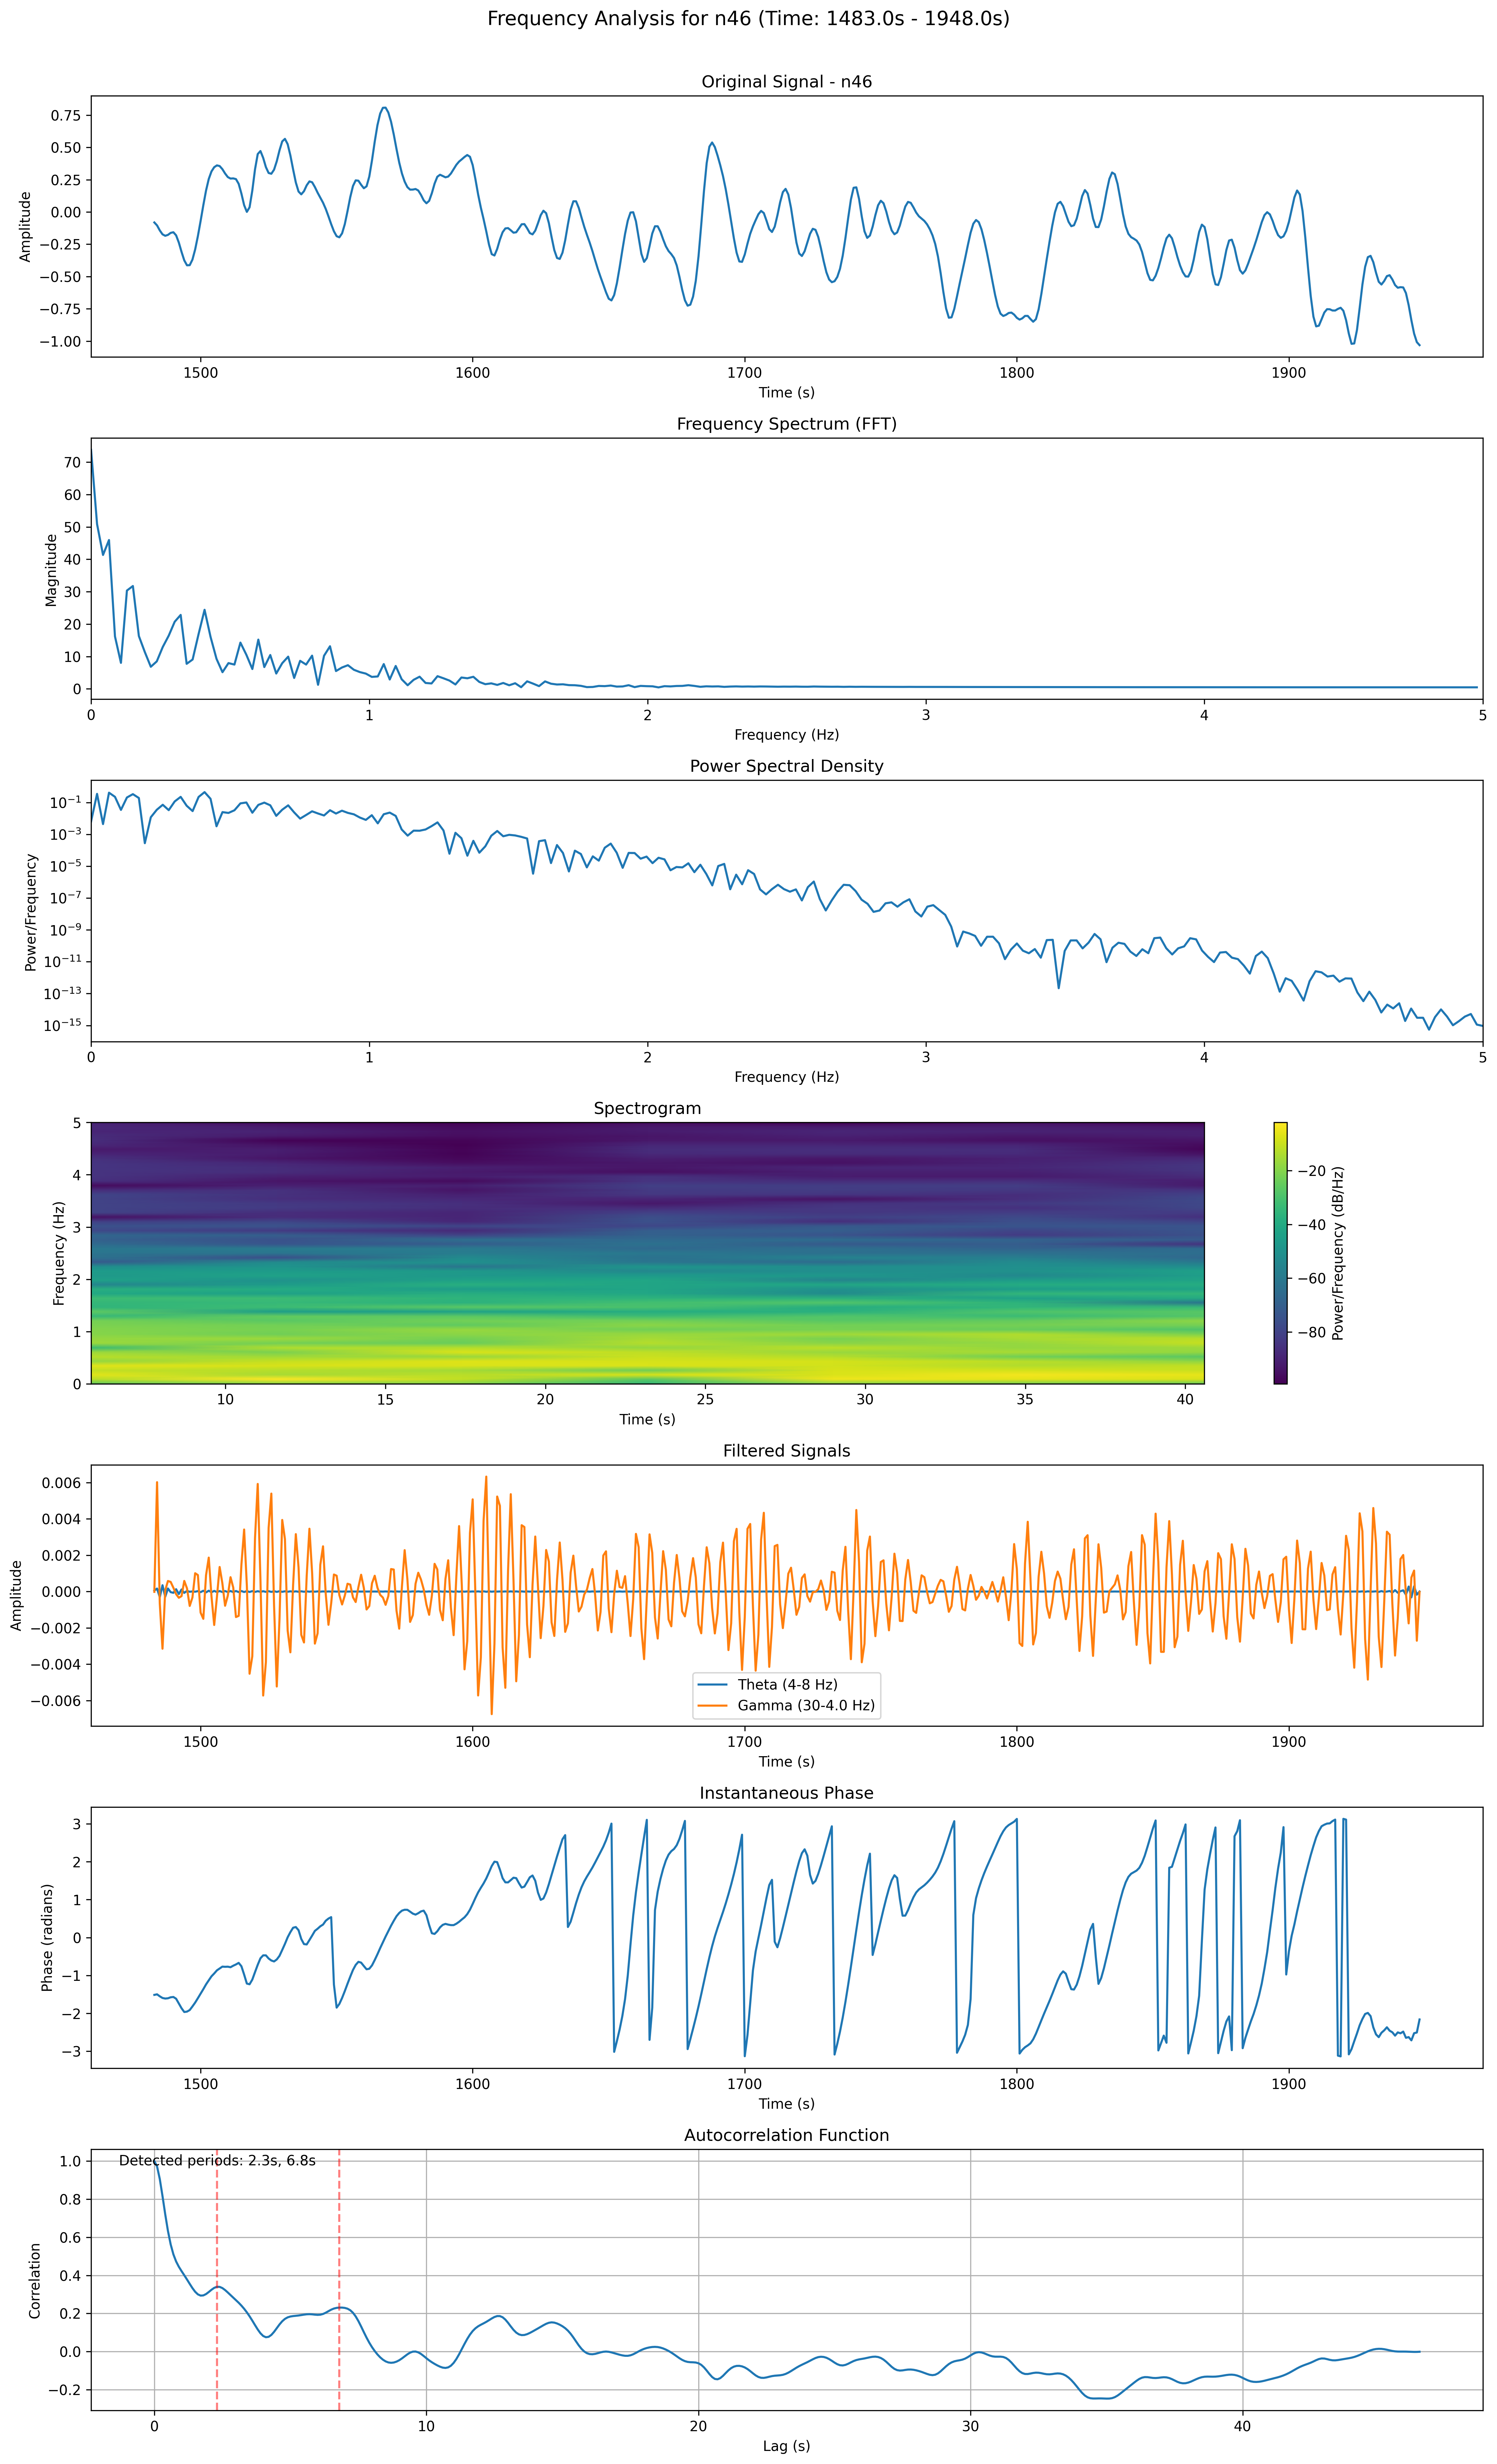 Frequency Analysis for n46 (Time: 1483.0s - 1948.0s)
Original Signal - n46
Amplitude
0.75
0.50
0.25
0.00
−0.25
−0.50
−0.75
−1.00
1500 1600 1700 1800 1900
Time (s)
Frequency Spectrum (FFT)
Magnitude
70
60
50
40
30
20
10
0
0 1 2 3 4 5
Frequency (Hz)
Power Spectral Density
Power/Frequency
10⁻¹
10⁻³
10⁻⁵
10⁻⁷
10⁻⁹
10⁻¹¹
10⁻¹³
10⁻¹⁵
0 1 2 3 4 5
Frequency (Hz)
Spectrogram
Frequency (Hz)
5
4
3
2
1
0
10 15 20 25 30 35 40
Time (s)
−20
−40
−60
−80
Power/Frequency (dB/Hz)
Filtered Signals
Amplitude
0.006
0.004
0.002
0.000
−0.002
−0.004
−0.006
Theta (4-8 Hz)
Gamma (30-4.0 Hz)
1500 1600 1700 1800 1900
Time (s)
Instantaneous Phase
Phase (radians)
3
2
1
0
−1
−2
−3
1500 1600 1700 1800 1900
Time (s)
Autocorrelation Function
Detected periods: 2.3s, 6.8s
Correlation
1.0
0.8
0.6
0.4
0.2
0.0
−0.2
0 10 20 30 40
Lag (s)